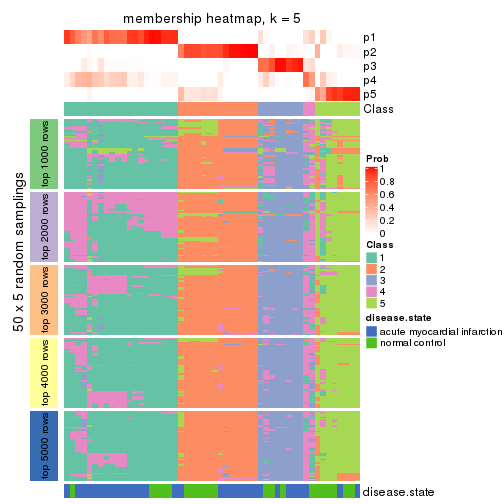 membership heatmap, k = 5
p1
p2
p3
p4
p5
Class
50 x 5 random samplings
top 1000 rows
top 2000 rows
top 3000 rows
top 4000 rows
top 5000 rows
Prob
1
0.8
0.6
0.4
0.2
0
Class
1
2
3
4
5
disease.state
acute myocardial infarction
normal control
disease.state